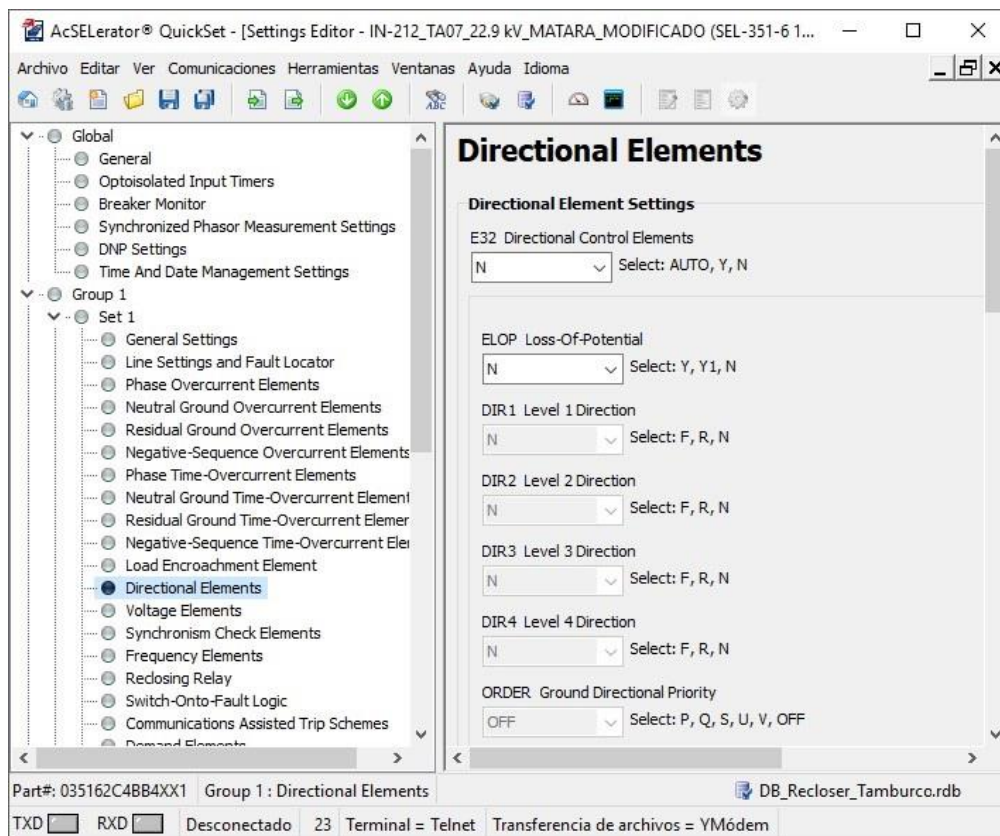 AcSELerator® QuickSet - [Settings Editor - IN-212_TA07_22.9 kV_MATARA_MODIFICADO (SEL-351-6 1...
Archivo Editar Ver Comunicaciones Herramientas Ventanas Ayuda Idioma
Global
General
Optoisolated Input Timers
Breaker Monitor
Synchronized Phasor Measurement Settings
DNP Settings
Time And Date Management Settings
Group 1
Set 1
General Settings
Line Settings and Fault Locator
Phase Overcurrent Elements
Neutral Ground Overcurrent Elements
Residual Ground Overcurrent Elements
Negative-Sequence Overcurrent Elements
Phase Time-Overcurrent Elements
Neutral Ground Time-Overcurrent Element
Residual Ground Time-Overcurrent Elemer
Negative-Sequence Time-Overcurrent Eler
Load Encroachment Element
Directional Elements
Voltage Elements
Synchronism Check Elements
Frequency Elements
Reclosing Relay
Switch-Onto-Fault Logic
Communications Assisted Trip Schemes
Demand Elements
Directional Elements
Directional Element Settings
E32 Directional Control Elements
N Select: AUTO, Y, N
ELOP Loss-Of-Potential
N Select: Y, Y1, N
DIR1 Level 1 Direction
N Select: F, R, N
DIR2 Level 2 Direction
N Select: F, R, N
DIR3 Level 3 Direction
N Select: F, R, N
DIR4 Level 4 Direction
N Select: F, R, N
ORDER Ground Directional Priority
OFF Select: P, Q, S, U, V, OFF
Part#: 035162C4BB4XX1 Group 1 : Directional Elements DB_Recloser_Tamburco.rdb
TXD RXD Desconectado 23 Terminal = Telnet Transferencia de archivos = YMódem